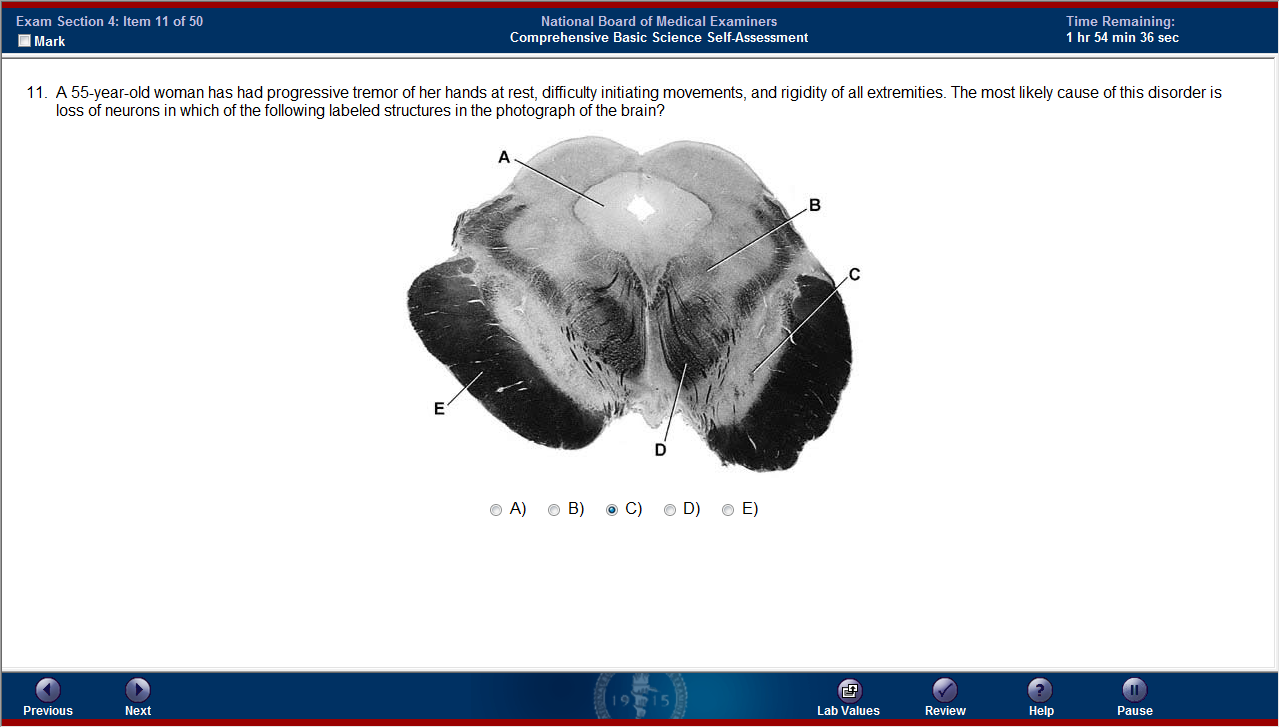 Exam Section 4: Item 11 of 50
National Board of Medical Examiners
Time Remaining:
Mark
Comprehensive Basic Science Self-Assessment
1 hr 54 min 36 sec
11. A 55-year-old woman has had progressive tremor of her hands at rest, difficulty initiating movements, and rigidity of all extremities. The most likely cause of this disorder is
loss of neurons in which of the following labeled structures in the photograph of the brain?
A
B
C
E
D
A) B) C) D) E)
19 15
Previous
Next
Lab Values
Review
Help
Pause